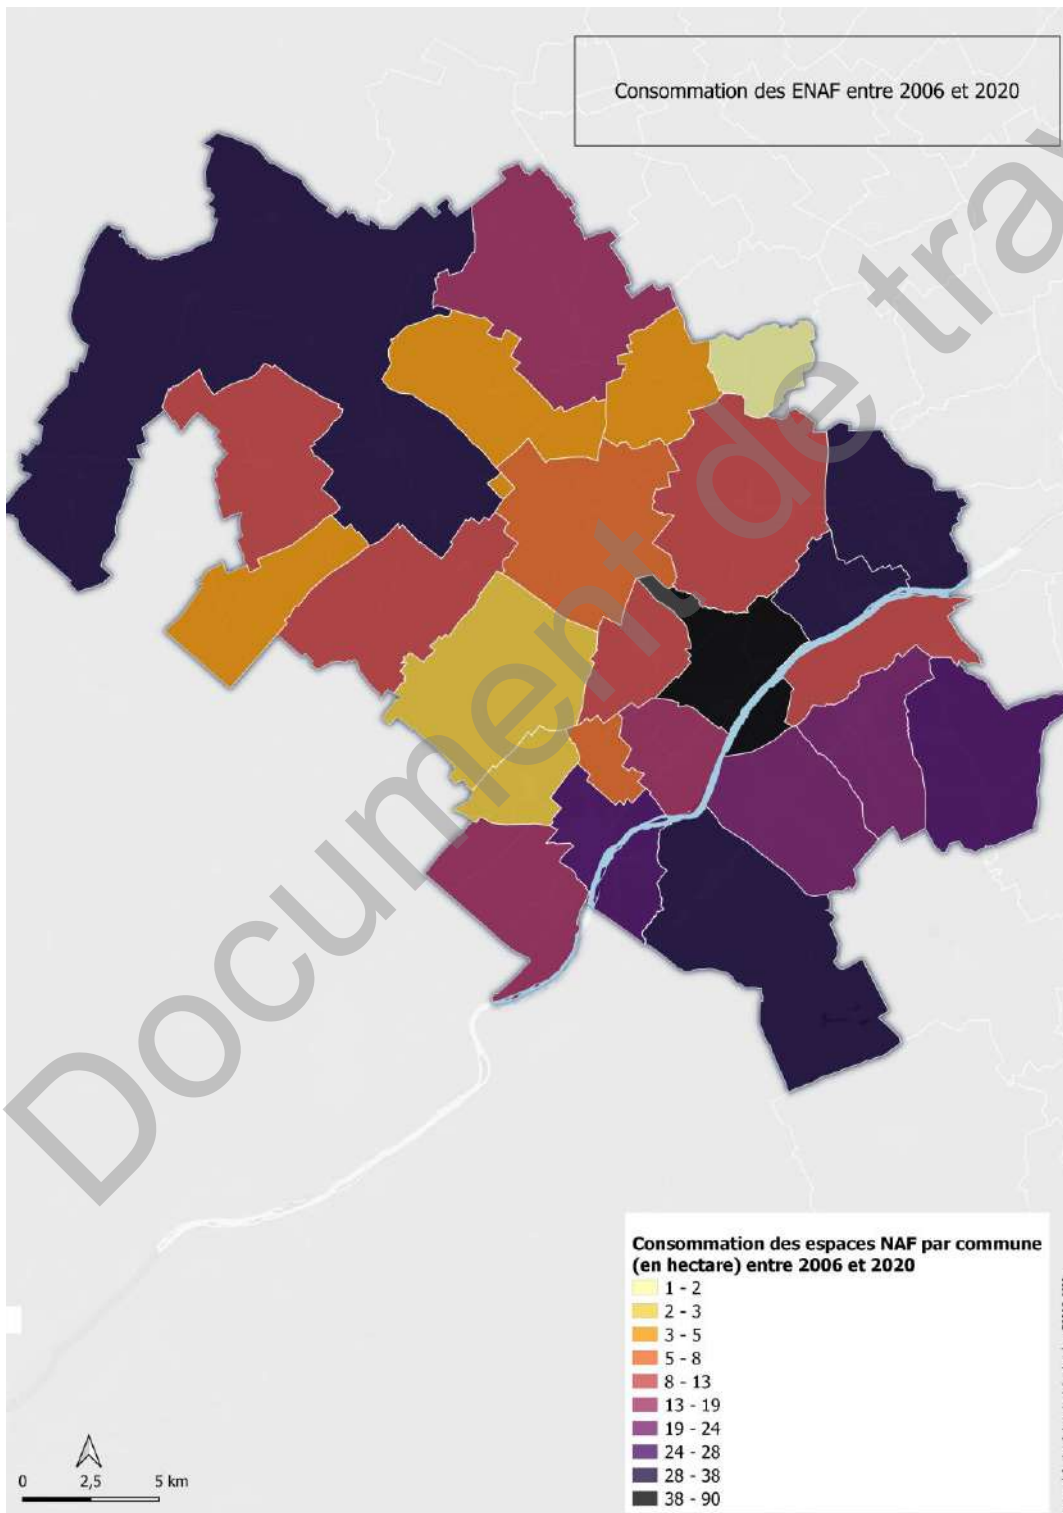 Consommation des ENAF entre 2006 et 2020
Document de trav
Consommation des espaces NAF par commune
(en hectare) entre 2006 et 2020
1 - 2
2 - 3
3 - 5
5 - 8
8 - 13
13 - 19
19 - 24
24 - 28
28 - 38
38 - 90
0 2,5 5 km